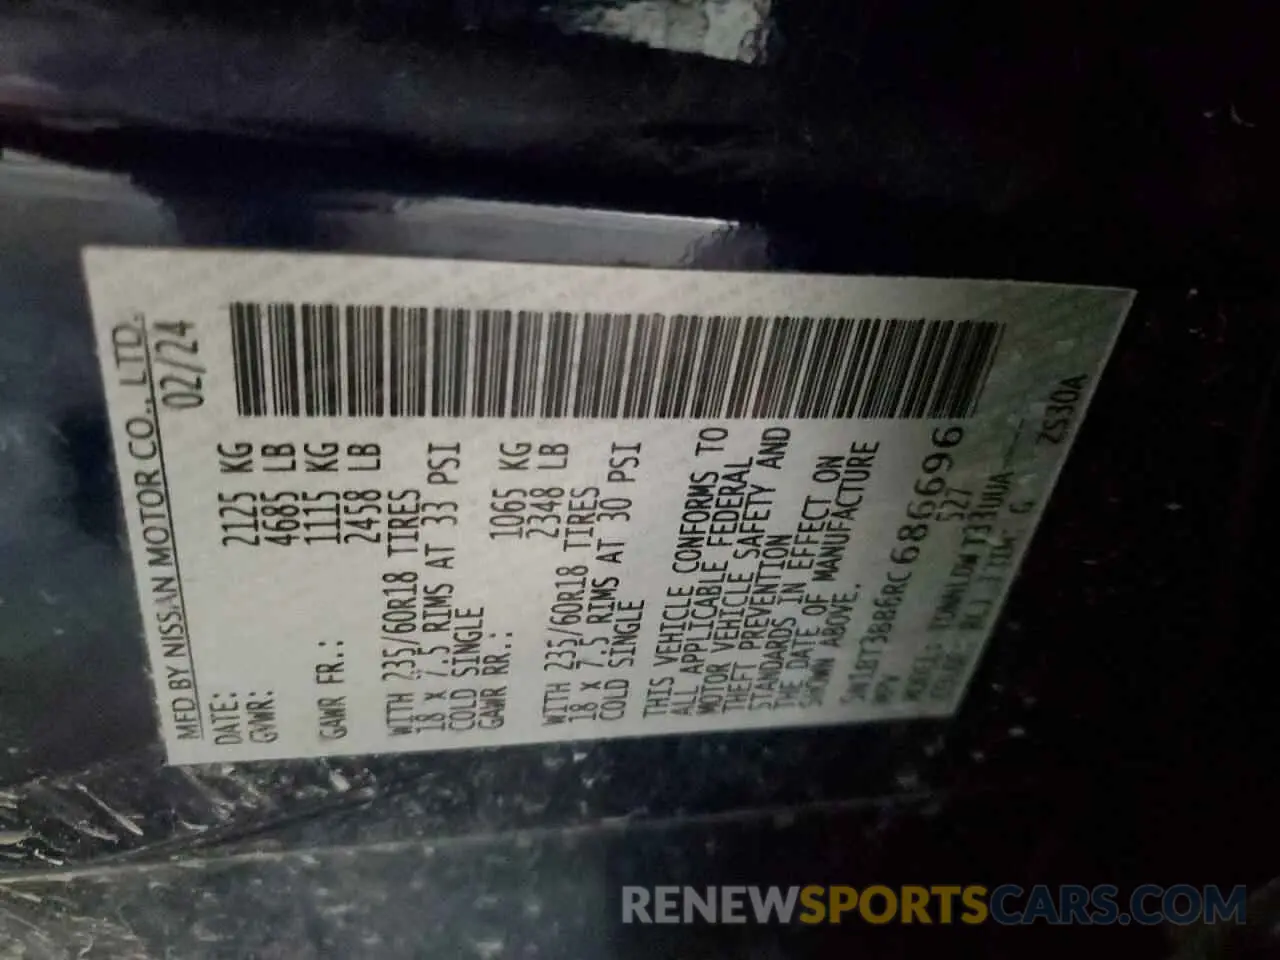 MFD BY NISSAN MOTOR CO., LTD.
DATE: 02/24
GVWR: 2125 KG
4685 LB
GAWR FR.: 1115 KG
2458 LB
WITH 235/60R18 TIRES
18 x 7.5 RIMS AT 33 PSI
COLD SINGLE
GAWR RR.: 1065 KG
2348 LB
WITH 235/60R18 TIRES
18 x 7.5 RIMS AT 30 PSI
COLD SINGLE
THIS VEHICLE CONFORMS TO
ALL APPLICABLE FEDERAL
MOTOR VEHICLE SAFETY AND
THEFT PREVENTION
STANDARDS IN EFFECT ON
THE DATE OF MANUFACTURE
SHOWN ABOVE.
5N1BT3BB6RC686696
MPV 527
MODEL:
G
ZS30A
RENEWSPORTSCARS.COM